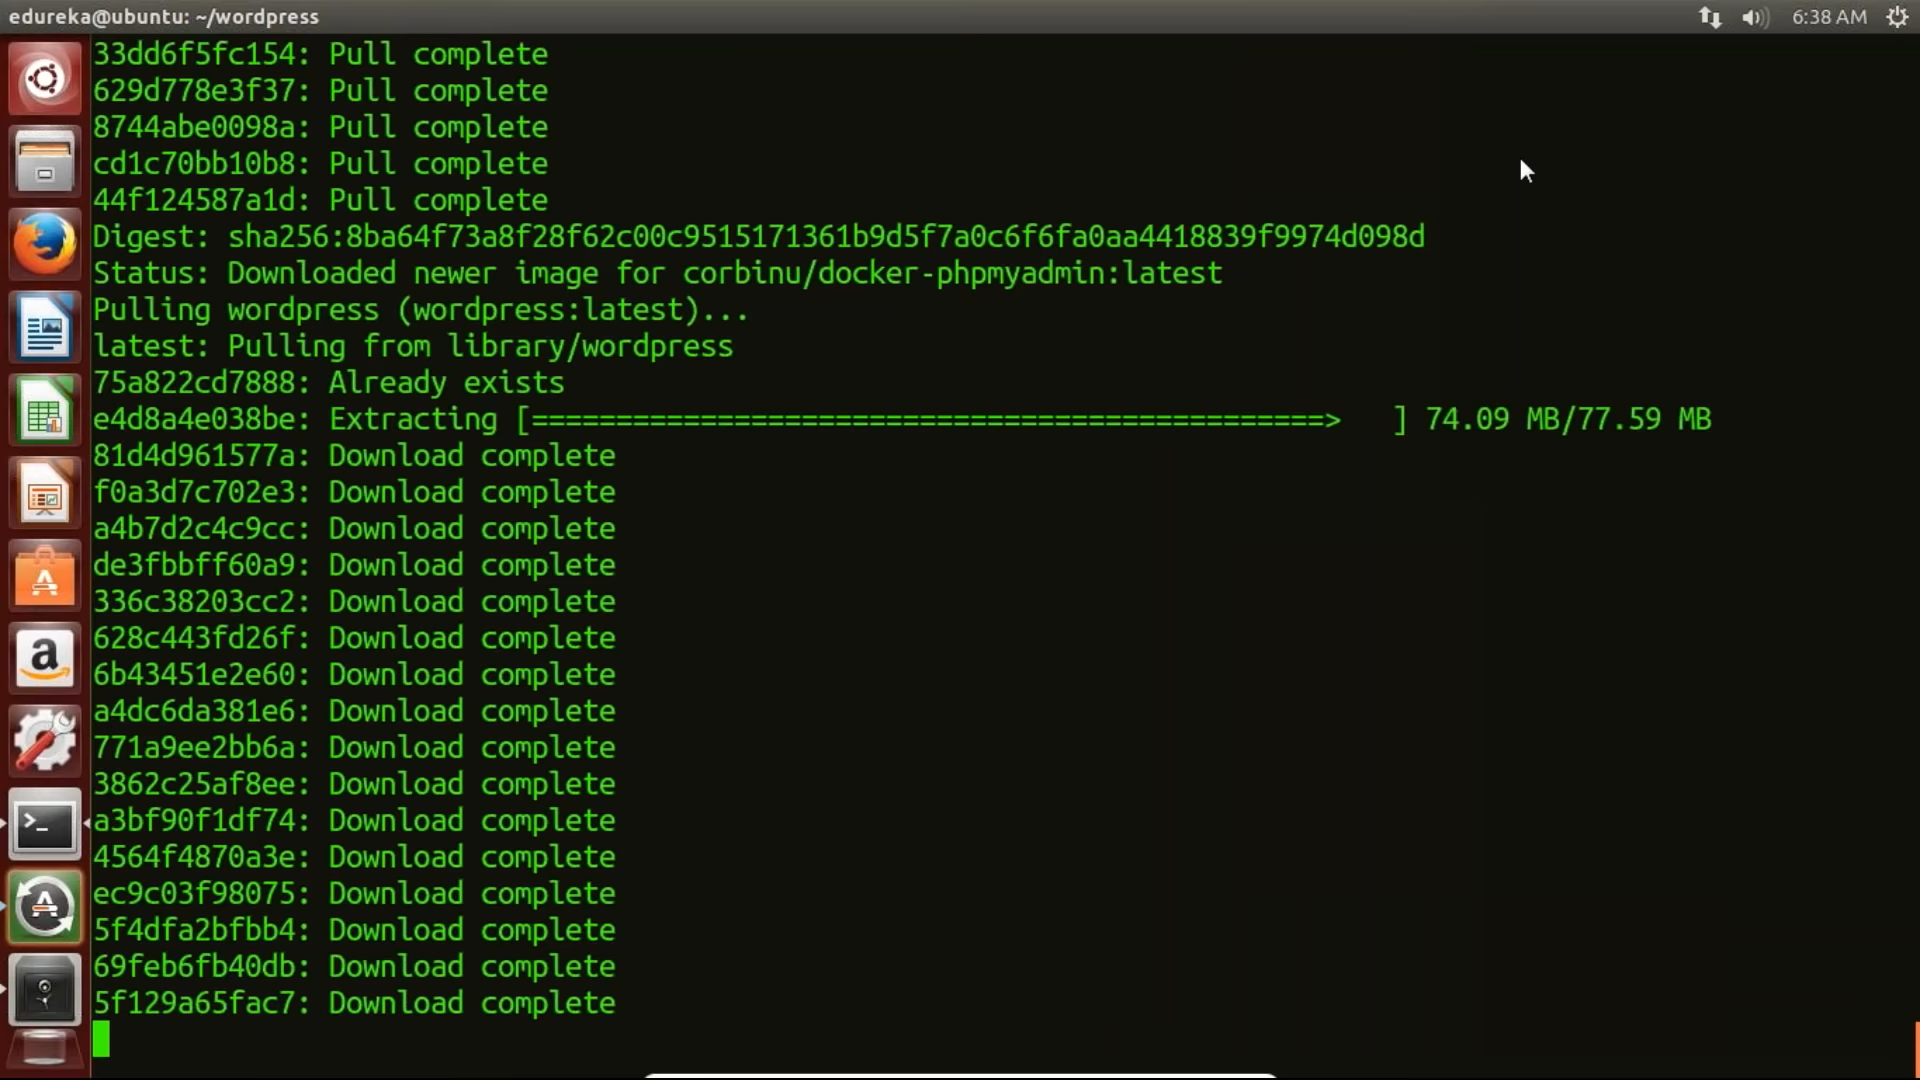 edureka@ubuntu: ~/wordpress
6:38 AM
33dd6f5fc154: Pull complete
629d778e3f37: Pull complete
8744abe0098a: Pull complete
cd1c70bb10b8: Pull complete
44f124587a1d: Pull complete
Digest: sha256:8ba64f73a8f28f62c00c9515171361b9d5f7a0c6f6fa0aa4418839f9974d098d
Status: Downloaded newer image for corbinu/docker-phpmyadmin:latest
Pulling wordpress (wordpress:latest)...
latest: Pulling from library/wordpress
75a822cd7888: Already exists
e4d8a4e038be: Extracting [===============================================>   ] 74.09 MB/77.59 MB
81d4d961577a: Download complete
f0a3d7c702e3: Download complete
a4b7d2c4c9cc: Download complete
de3fbbff60a9: Download complete
336c38203cc2: Download complete
628c443fd26f: Download complete
6b43451e2e60: Download complete
a4dc6da381e6: Download complete
771a9ee2bb6a: Download complete
3862c25af8ee: Download complete
a3bf90f1df74: Download complete
4564f4870a3e: Download complete
ec9c03f98075: Download complete
5f4dfa2bfbb4: Download complete
69feb6fb40db: Download complete
5f129a65fac7: Download complete